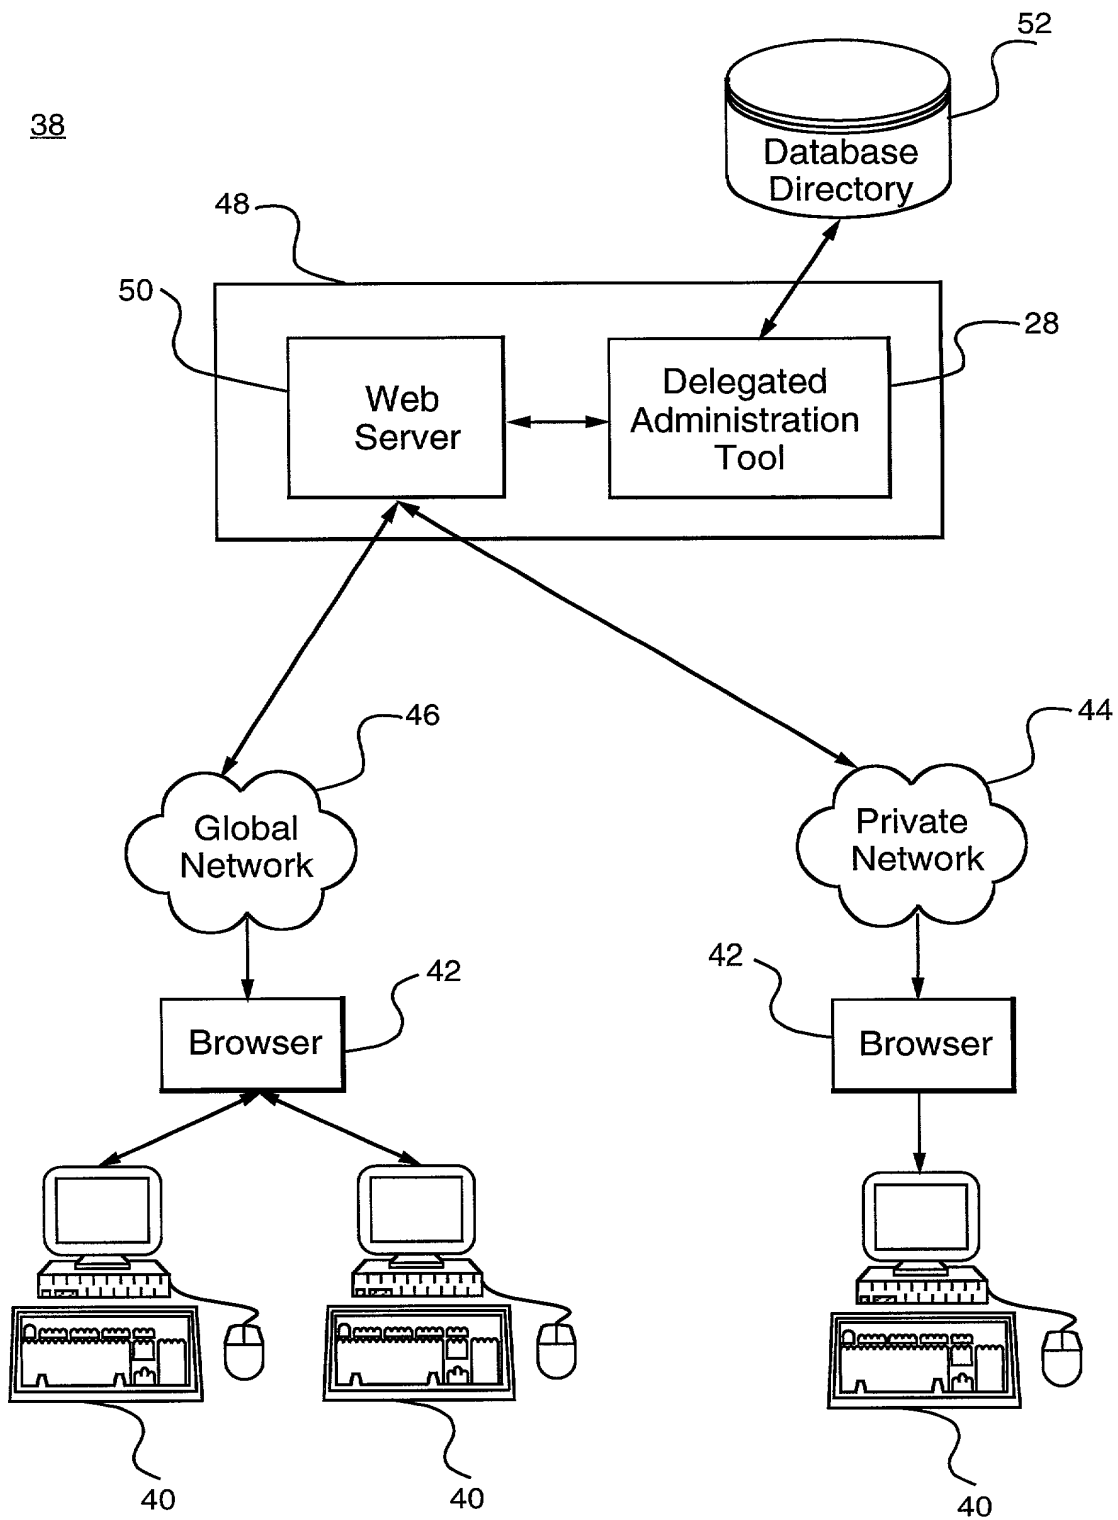 52
38
Database
Directory
48
50
28
Web
Server
Delegated
Administration
Tool
46
44
Global
Network
Private
Network
42
42
Browser
Browser
40
40
40